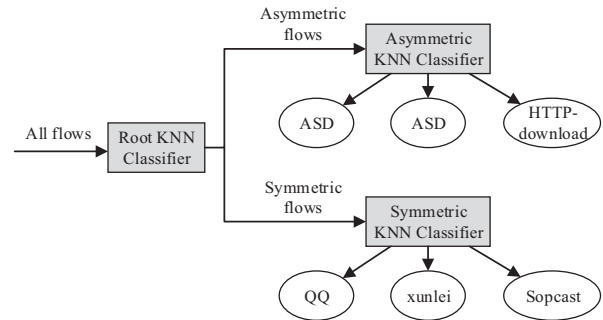 Asymmetric
flows
Asymmetric
KNN Classifier
ASD
ASD
HTTP-
download
All flows
Root KNN
Classifier
Symmetric
flows
Symmetric
KNN Classifier
QQ
xunlei
Sopcast